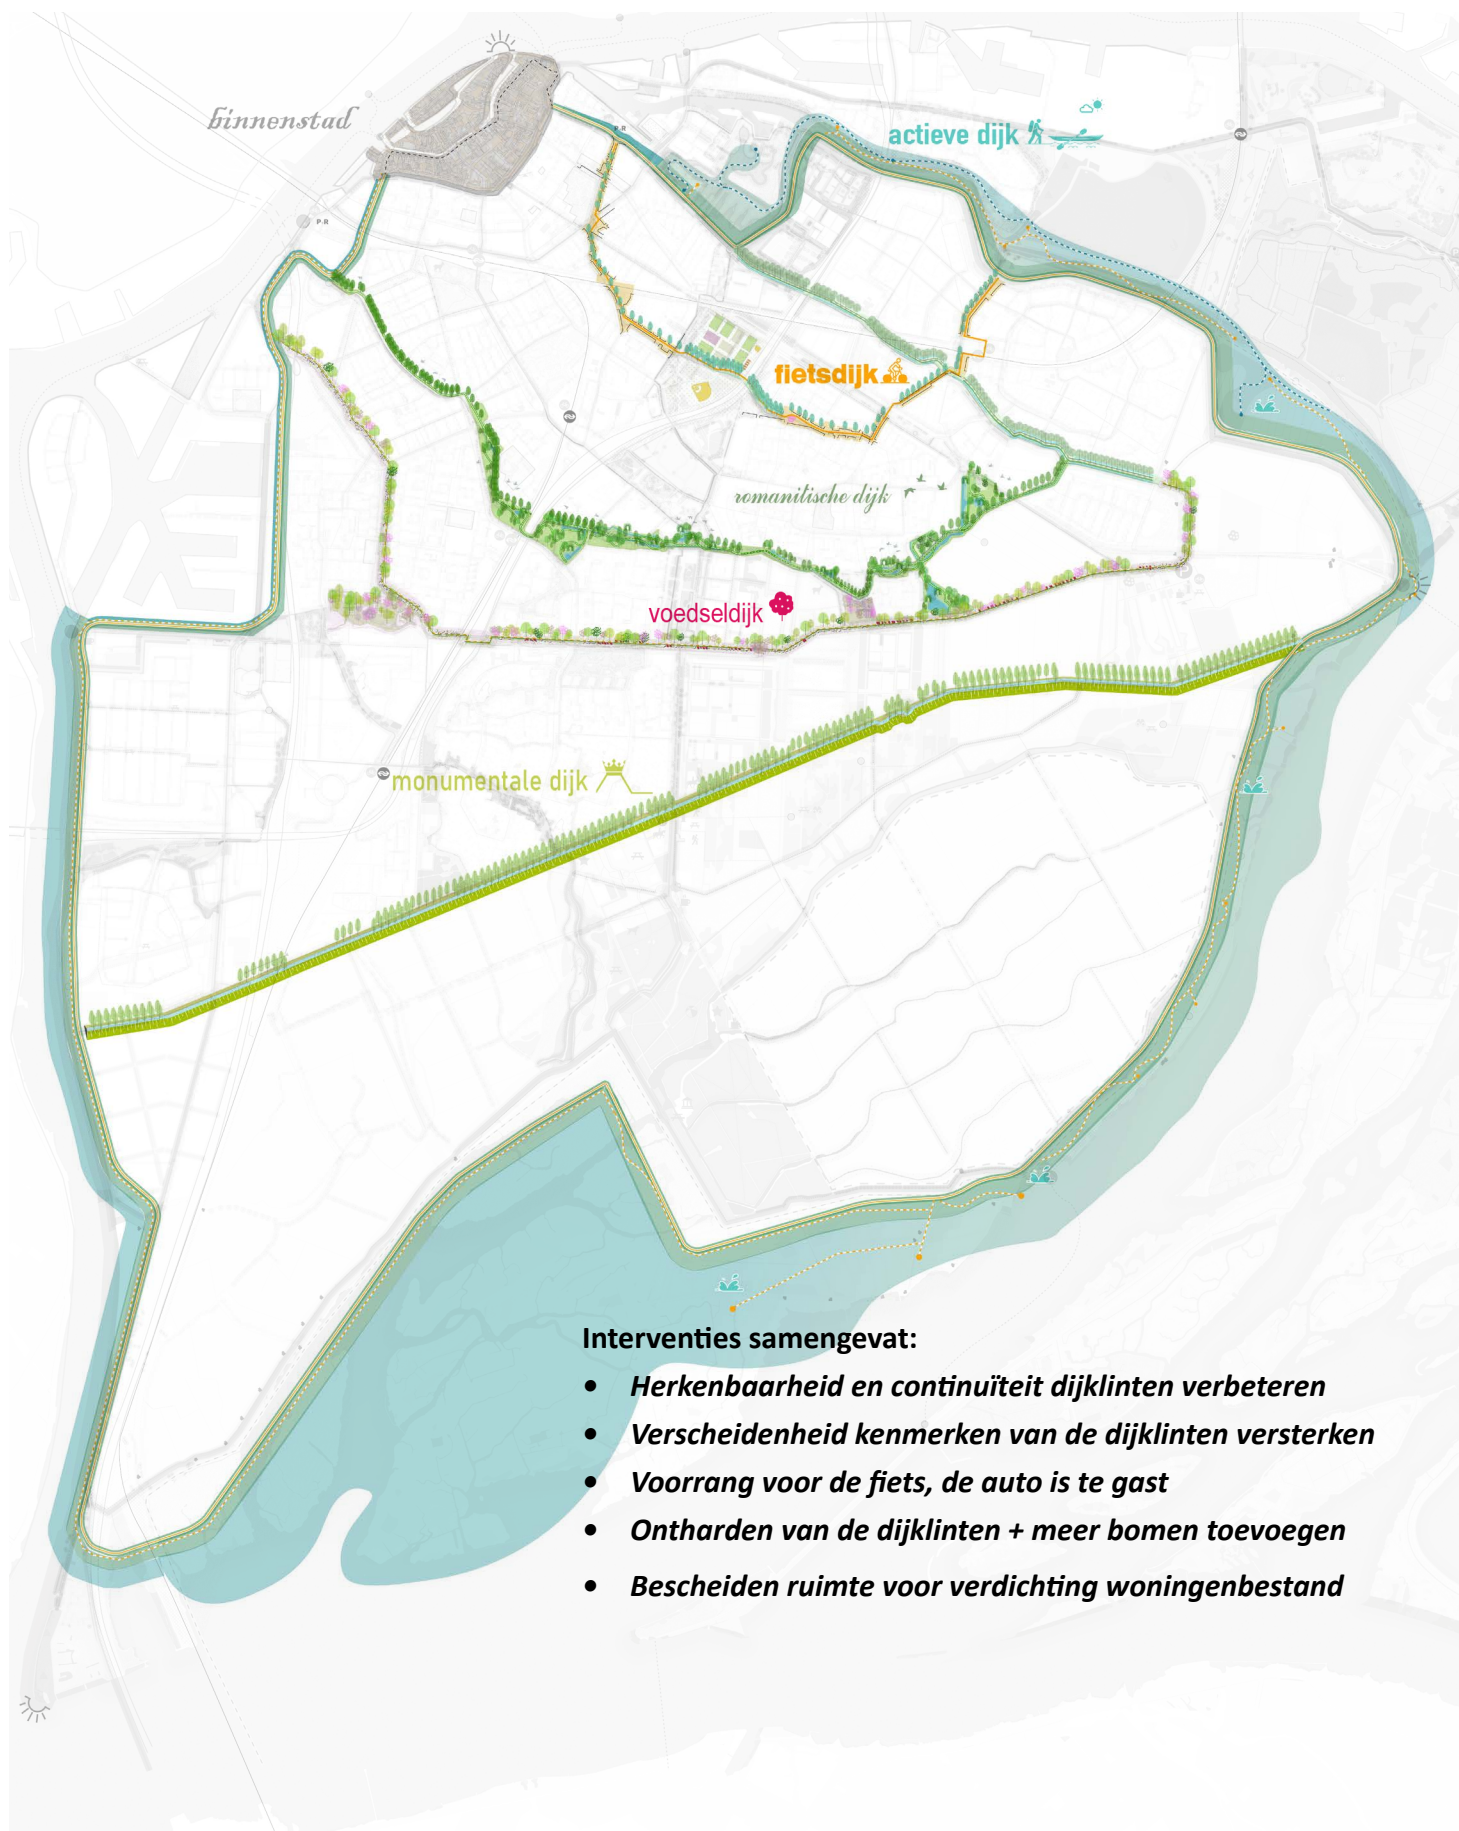 binnenstad
actieve dijk
P+R
P+R
fietsdijk
romanitische dijk
voedseldijk
monumentale dijk
Interventies samengevat:
• Herkenbaarheid en continuïteit dijklinten verbeteren
• Verscheidenheid kenmerken van de dijklinten versterken
• Voorrang voor de fiets, de auto is te gast
• Ontharden van de dijklinten + meer bomen toevoegen
• Bescheiden ruimte voor verdichting woningenbestand